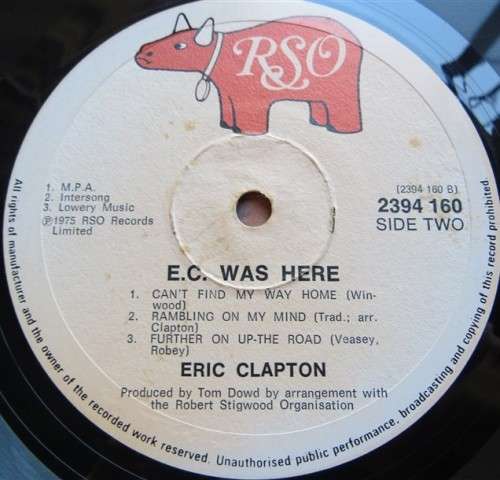 RSO
1. M.P.A.
2. Intersong
3. Lowery Music
Ⓟ1975 RSO Records
Limited
(2394 160 B)
2394 160
SIDE TWO
E.C. WAS HERE
1. CAN'T FIND MY WAY HOME (Win-
wood)
2. RAMBLING ON MY MIND (Trad.; arr.
Clapton)
3. FURTHER ON UP-THE ROAD (Veasey,
Robey)
ERIC CLAPTON
Produced by Tom Dowd by arrangement with
the Robert Stigwood Organisation
All rights of manufacturer and the owner of the recorded work reserved. Unauthorised public performance, broadcasting and copying of this record prohibited